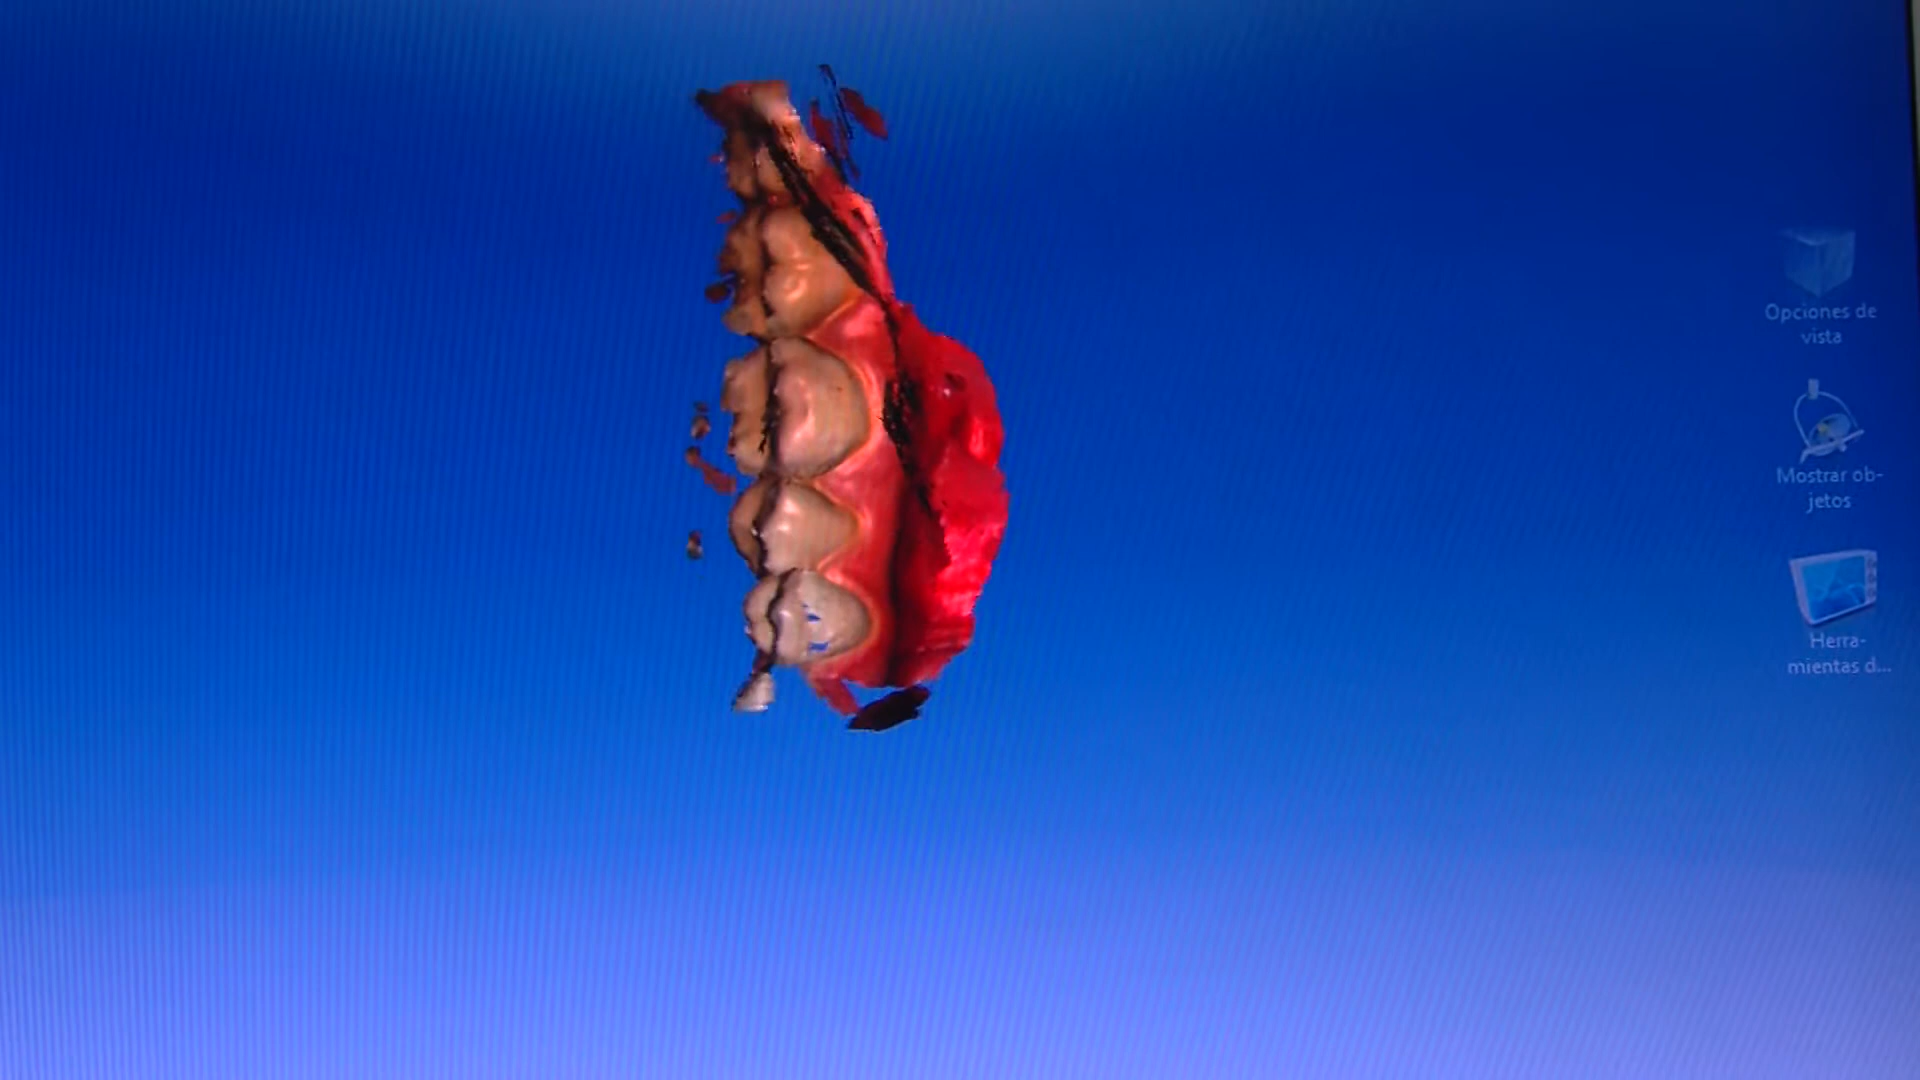 Opciones de
vista
Mostrar ob-
jetos
Herra-
mientas d...